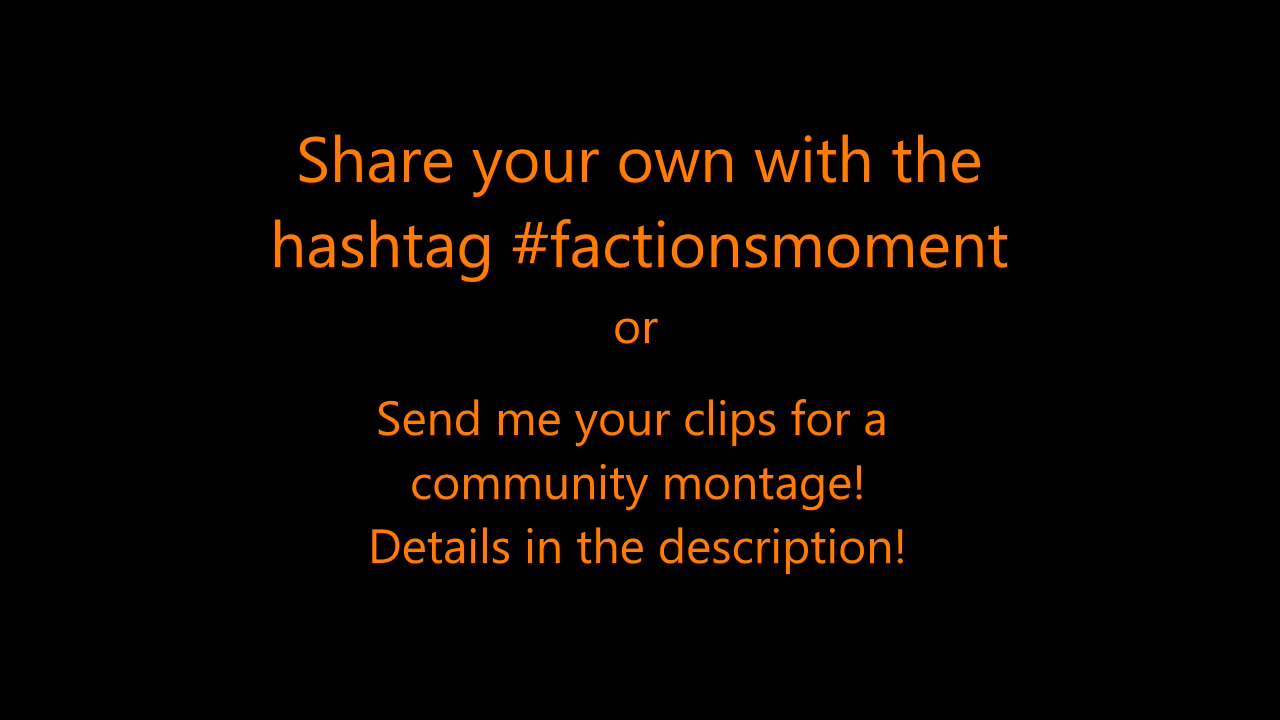 Share your own with the
hashtag #factionsmoment
or
Send me your clips for a
community montage!
Details in the description!